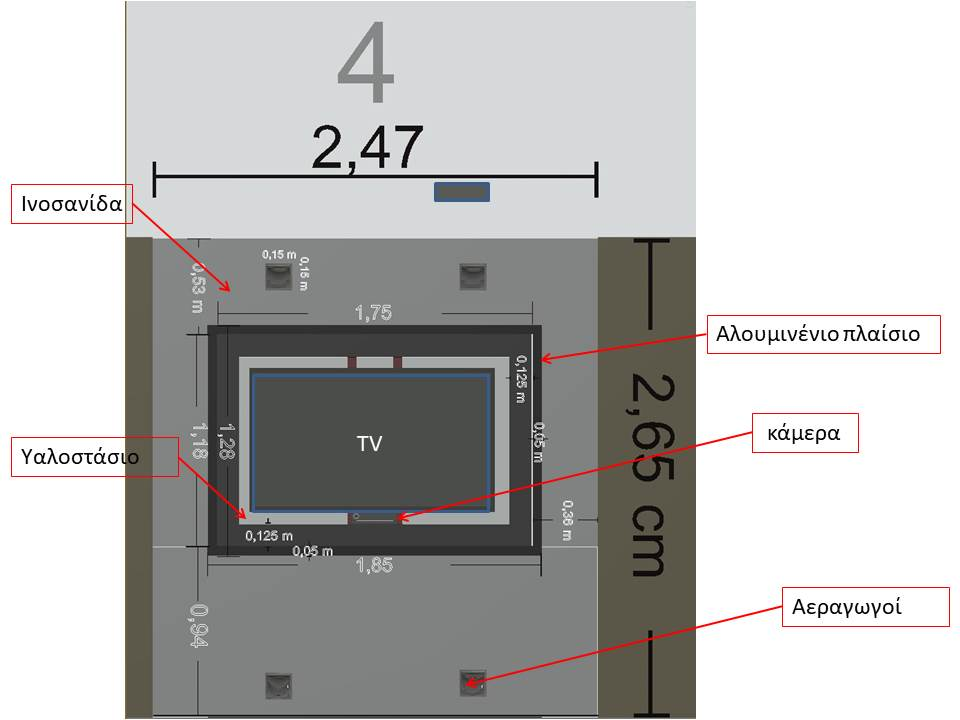 4
2,47
Ινοσανίδα
0,15 m
0,15 m
0,53 m
1,75
Αλουμινένιο πλαίσιο
0,125 m
2,65 cm
κάμερα
TV
1,18
1,28
0,05 m
Υαλοστάσιο
0,36 m
0,125 m
0,05 m
1,85
Αεραγωγοί
0,94